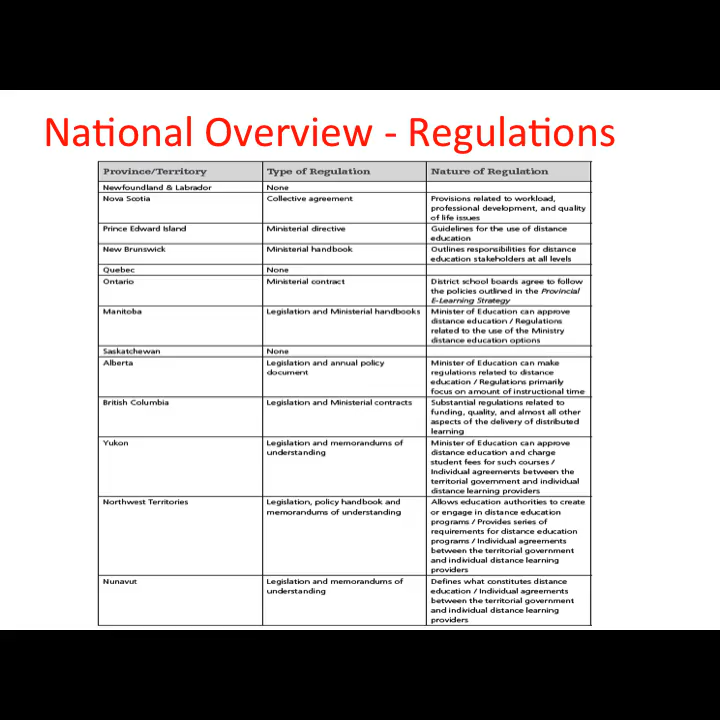 National Overview - Regulations
Province/Territory Type of Regulation Nature of Regulation
Newfoundland & Labrador None
Nova Scotia Collective agreement Provisions related to workload,
professional development, and quality
of life issues
Prince Edward Island Ministerial directive Guidelines for the use of distance
education
New Brunswick Ministerial handbook Outlines responsibilities for distance
education stakeholders at all levels
Quebec None
Ontario Ministerial contract District school boards agree to follow
the policies outlined in the Provincial
E-Learning Strategy
Manitoba Legislation and Ministerial handbooks Minister of Education can approve
distance education / Regulations
related to the use of the Ministry
distance education options
Saskatchewan None
Alberta Legislation and annual policy Minister of Education can make
document regulations related to distance
education / Regulations primarily
focus on amount of instructional time
British Columbia Legislation and Ministerial contracts Substantial regulations related to
funding, quality, and almost all other
aspects of the delivery of distributed
learning
Yukon Legislation and memorandums of Minister of Education can approve
understanding distance education and charge
student fees for such courses /
Individual agreements between the
territorial government and individual
distance learning providers
Northwest Territories Legislation, policy handbook and Allows education authorities to create
memorandums of understanding or engage in distance education
programs / Provides series of
requirements for distance education
programs / Individual agreements
between the territorial government
and individual distance learning
providers
Nunavut Legislation and memorandums of Defines what constitutes distance
understanding education / Individual agreements
between the territorial government
and individual distance learning
providers